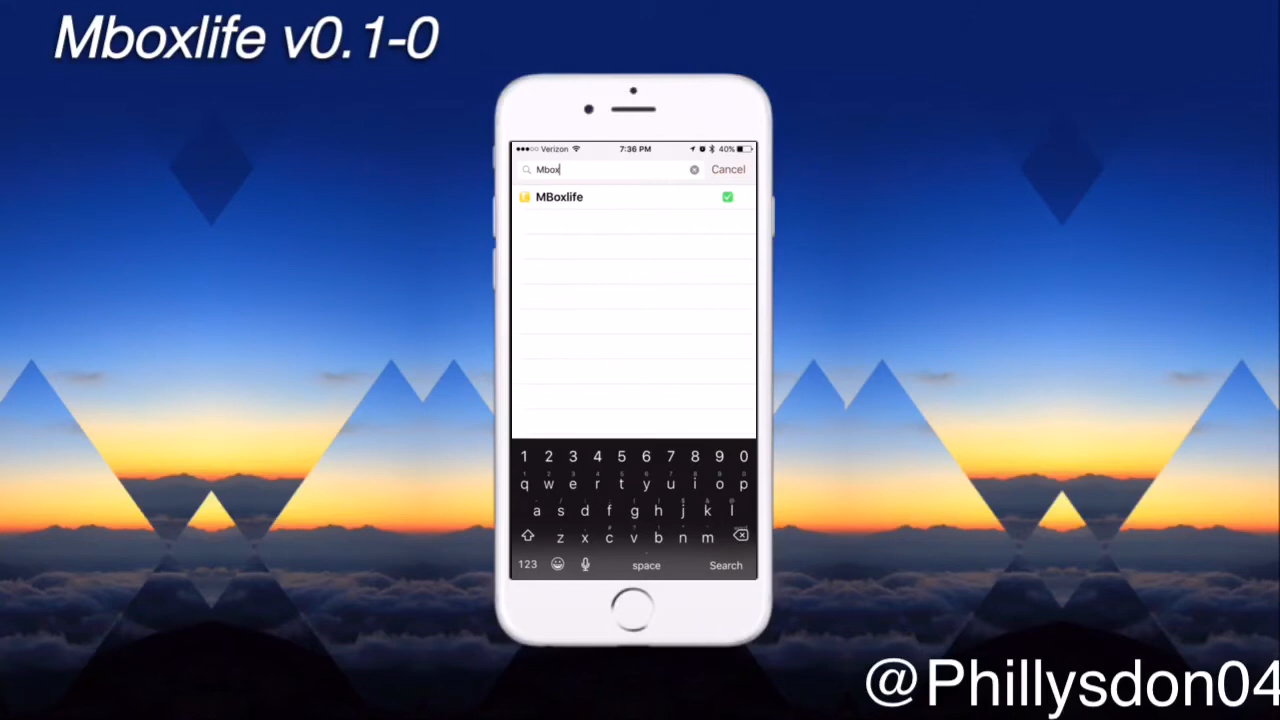 Mboxlife v0.1-0
Verizon 7:36 PM 40%
Mbox Cancel
MBoxlife
1 2 3 4 5 6 7 8 9 0
q w e r t y u i o p
a s d f g h j k l
z x c v b n m
123 space Search
@Phillysdon04